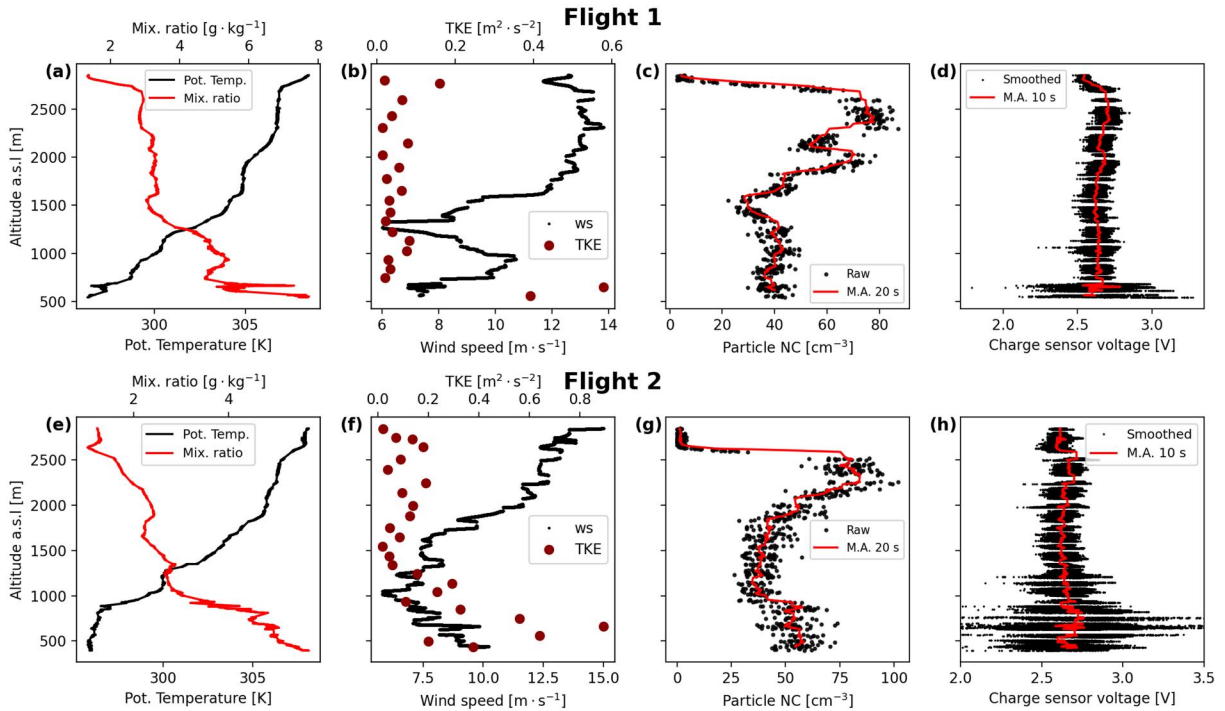 Flight 1
Mix. ratio [g·kg⁻¹]
2 4 6 8
TKE [m²·s⁻²]
0.0 0.2 0.4 0.6
(a) Pot. Temp.
Mix. ratio
(b)
(c)
(d) Smoothed
M.A. 10 s
Altitude a.s.l [m]
2500
2000
1500
1000
500
ws
TKE
Raw
M.A. 20 s
300 305
6 8 10 12 14
0 20 40 60 80
2.0 2.5 3.0
Pot. Temperature [K]
Wind speed [m·s⁻¹]
Particle NC [cm⁻³]
Charge sensor voltage [V]
Flight 2
Mix. ratio [g·kg⁻¹]
2 4
TKE [m²·s⁻²]
0.0 0.2 0.4 0.6 0.8
(e) Pot. Temp.
Mix. ratio
(f)
(g)
(h) Smoothed
M.A. 10 s
Altitude a.s.l [m]
2500
2000
1500
1000
500
ws
TKE
Raw
M.A. 20 s
300 305
7.5 10.0 12.5 15.0
0 25 50 75 100
2.0 2.5 3.0 3.5
Pot. Temperature [K]
Wind speed [m·s⁻¹]
Particle NC [cm⁻³]
Charge sensor voltage [V]